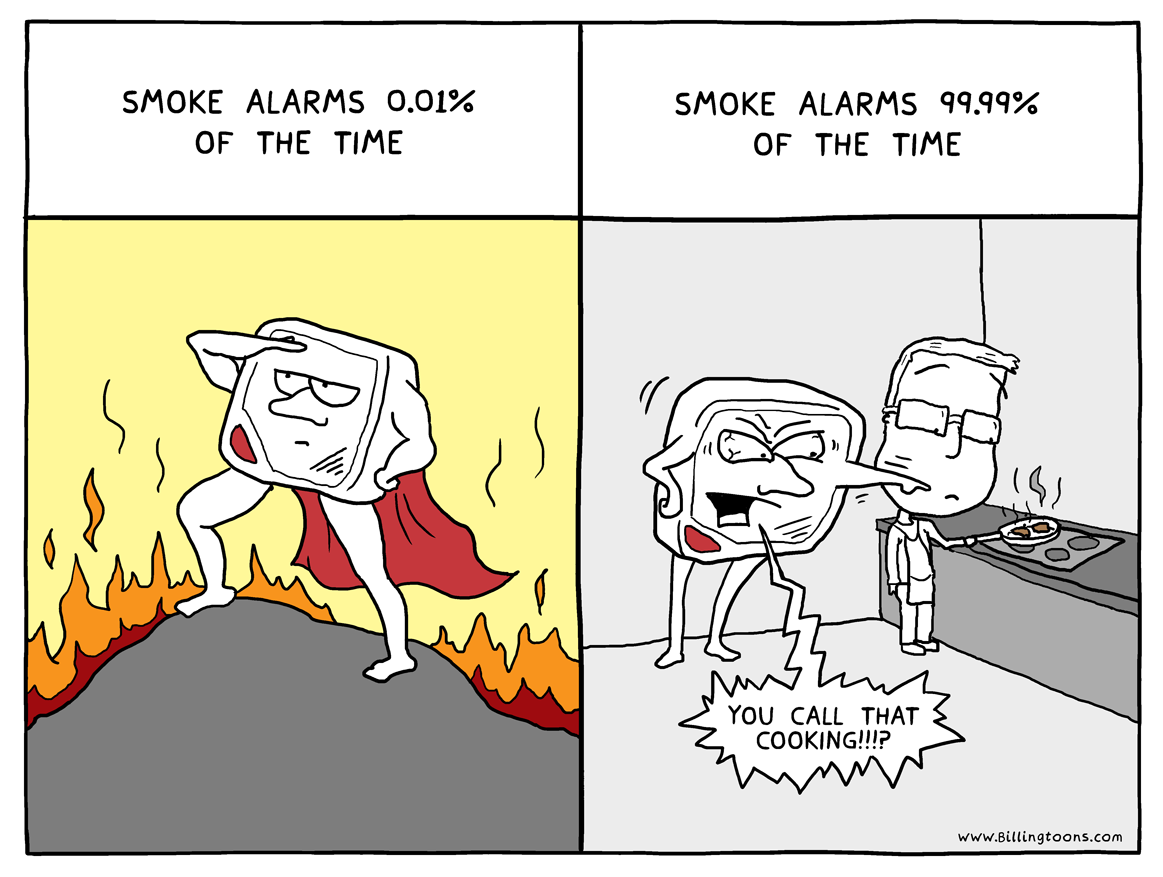 SMOKE ALARMS 0.01%
OF THE TIME
SMOKE ALARMS 99.99%
OF THE TIME
YOU CALL THAT
COOKING!!!?
www.Billingtoons.com